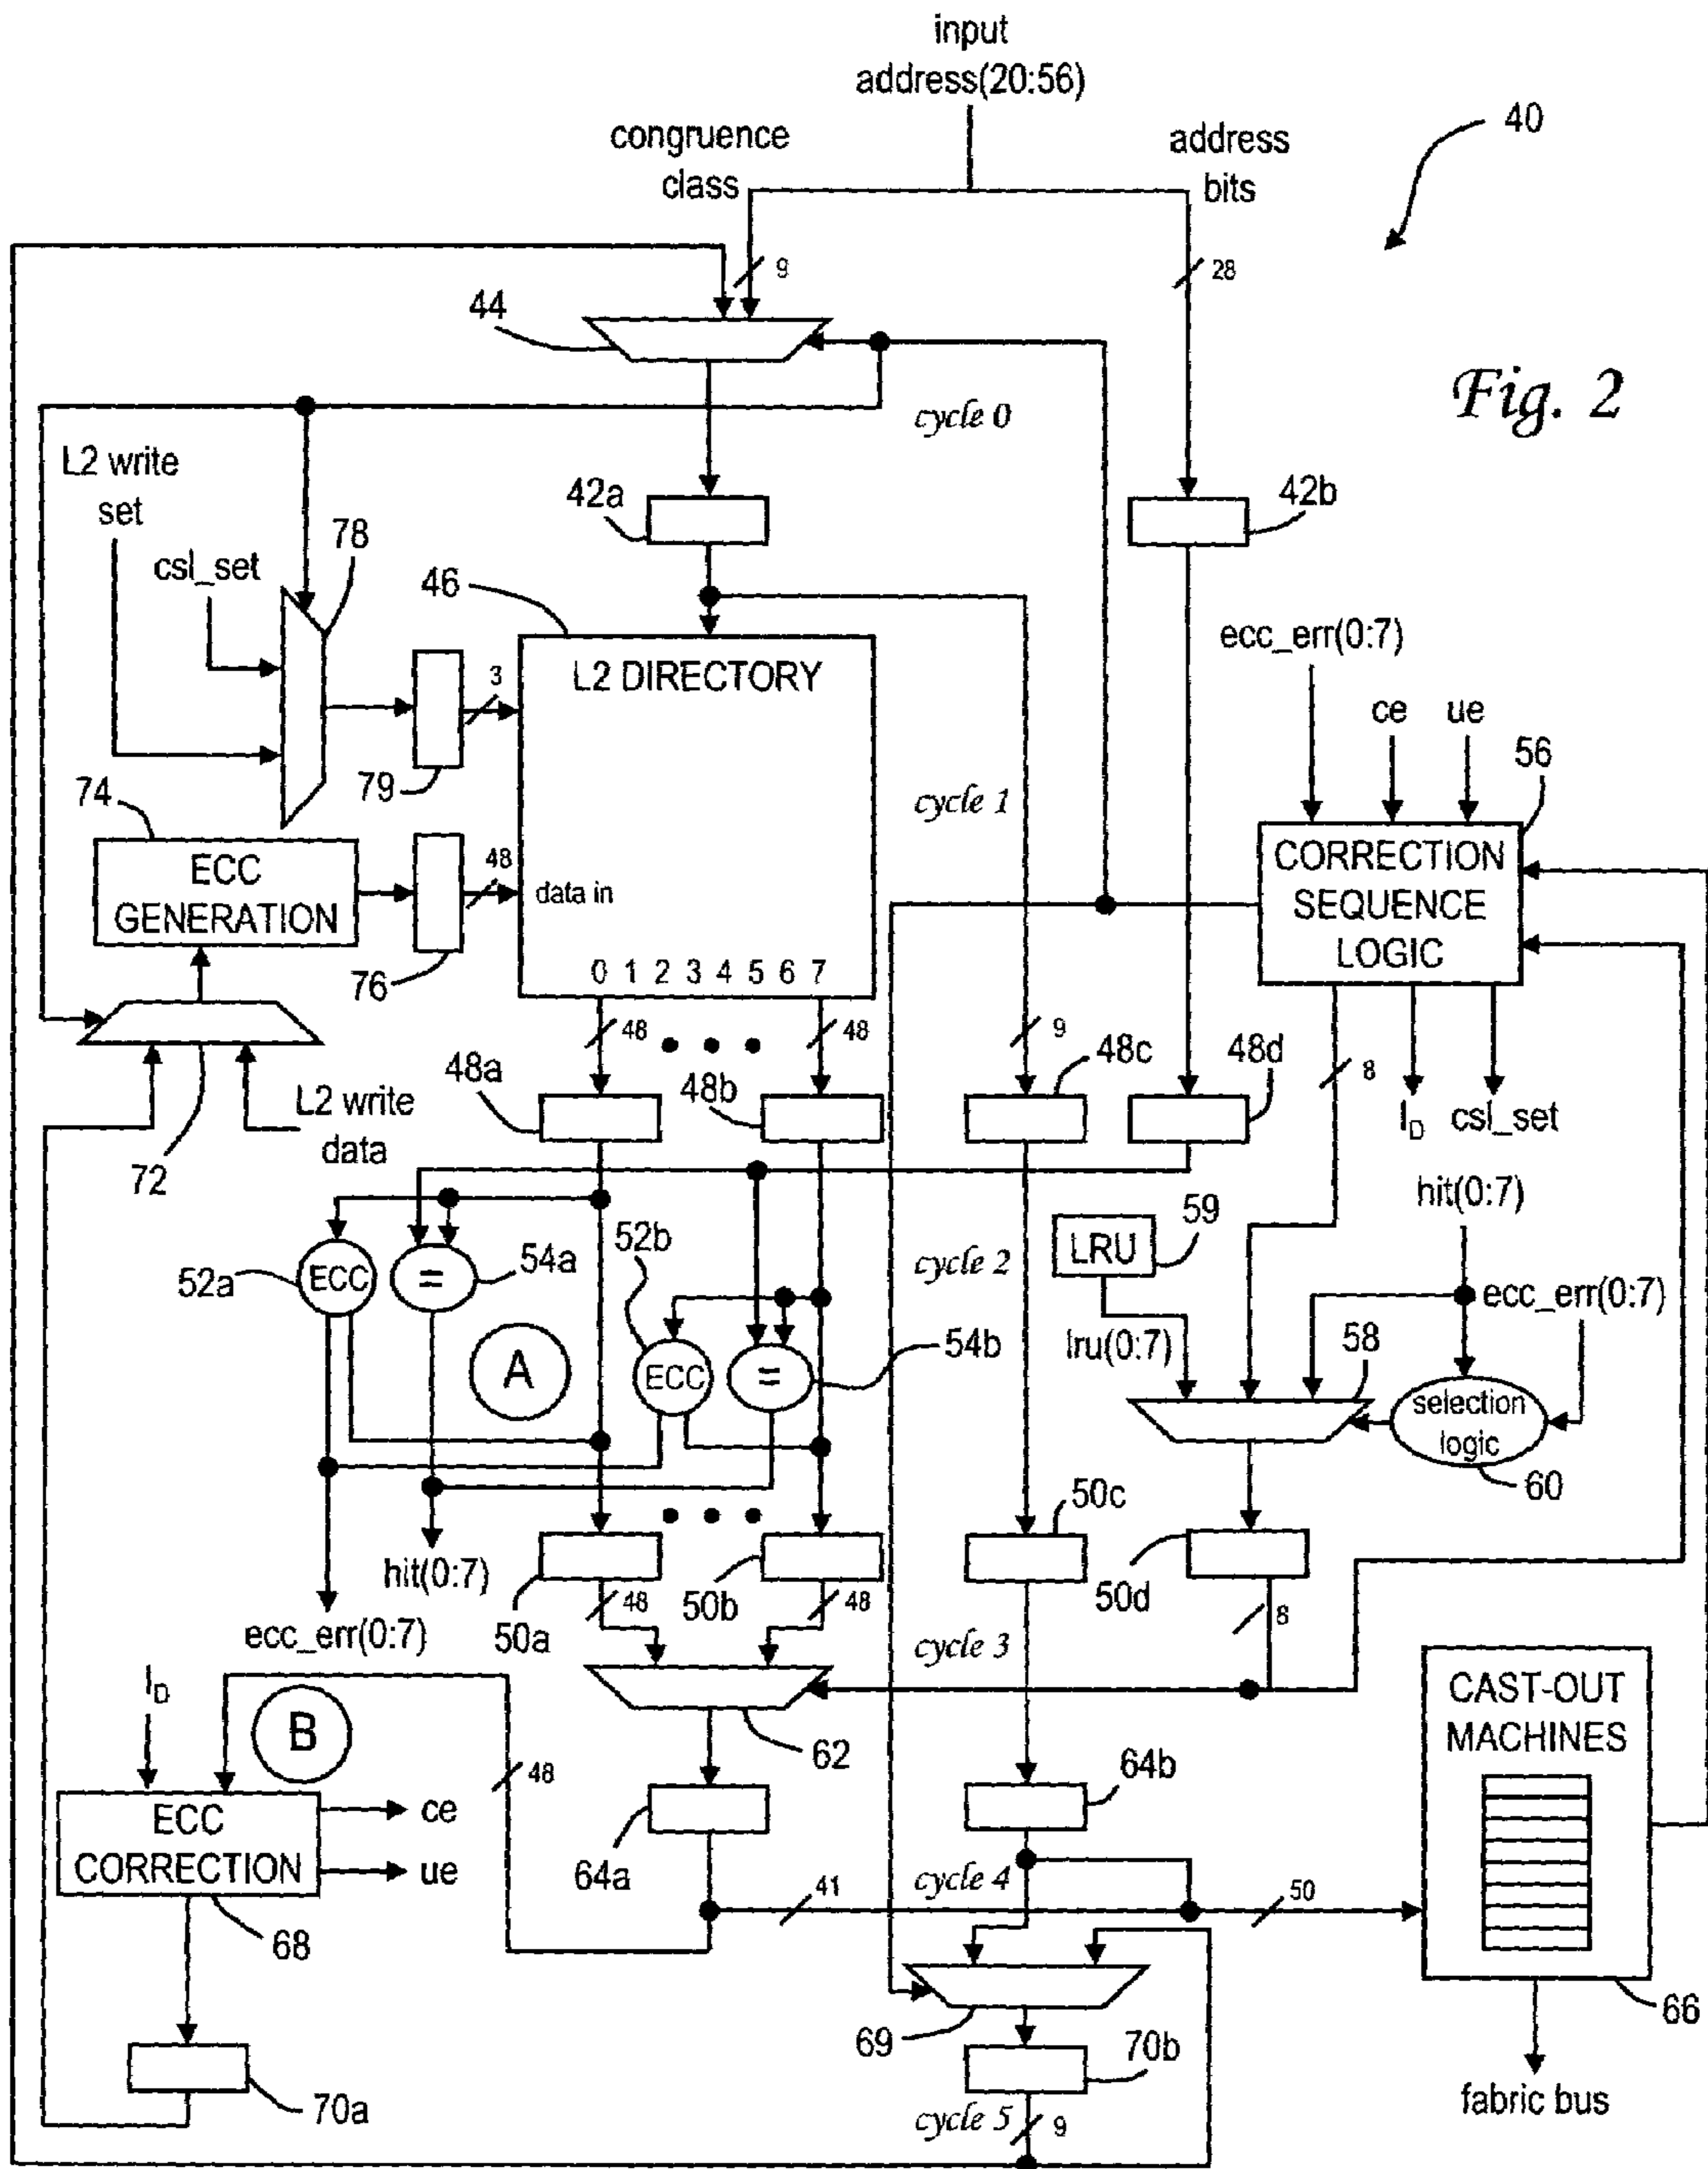 input
address(20:56)
congruence
class
address
bits
40
9
28
44
Fig. 2
cycle 0
L2 write
set
42a
42b
78
csl_set
46
ecc_err(0:7)
L2 DIRECTORY
3
ce
ue
56
79
74
cycle 1
CORRECTION
SEQUENCE
LOGIC
ECC
GENERATION
48
data in
76
0 1 2 3 4 5 6 7
48
48
9
8
48a
48b
48c
48d
L2 write
data
72
I_D
csl_set
hit(0:7)
52a
ECC
=
54a
52b
cycle 2
LRU
59
ecc_err(0:7)
A
ECC
=
54b
lru(0:7)
58
selection
logic
60
50c
hit(0:7)
50a
48
50b
48
50d
8
ecc_err(0:7)
cycle 3
CAST-OUT
MACHINES
I_D
B
48
62
64b
ECC
CORRECTION
ce
ue
64a
cycle 4
41
50
68
66
69
70b
70a
cycle 5
9
fabric bus